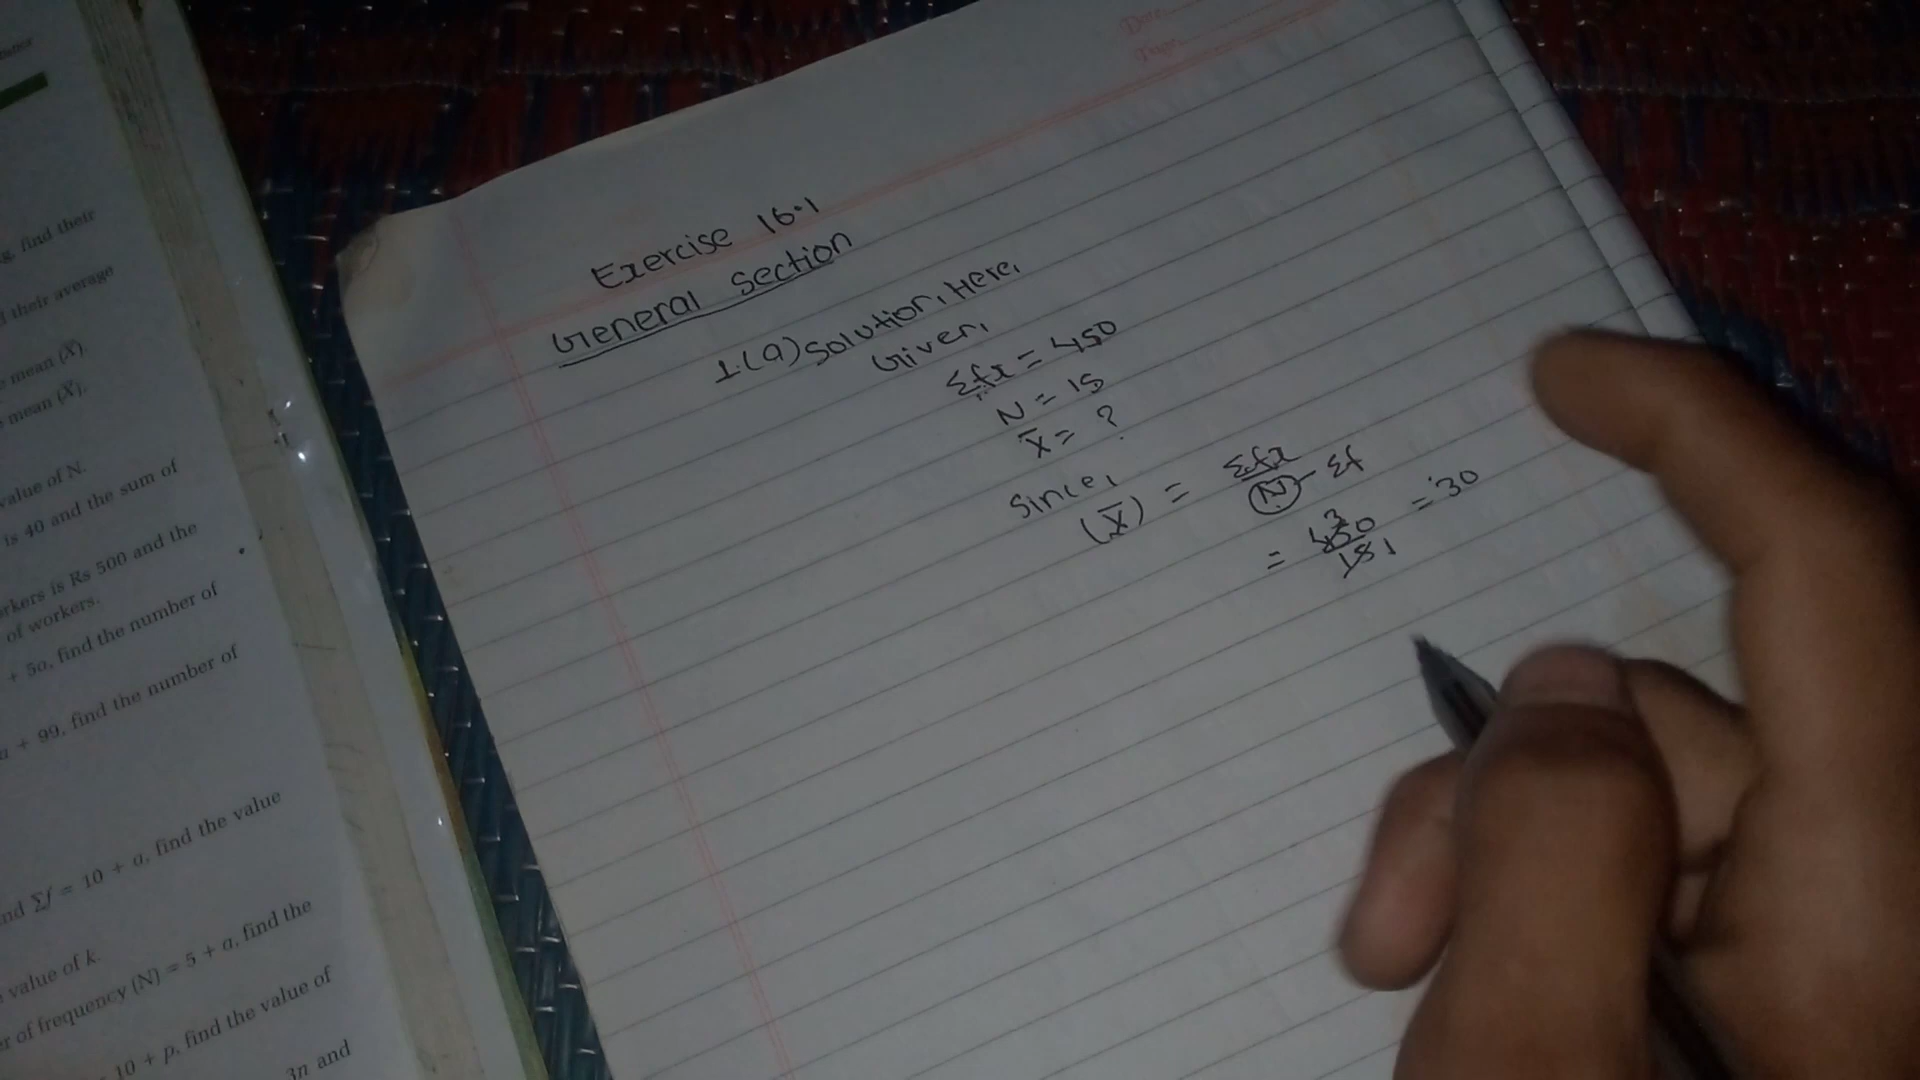 g, find their
their average
mean (X̄).
mean (X̄).
value of N.
is 40 and the sum of
rkers is Rs 500 and the
of workers.
+ 5a, find the number of
a + 99, find the number of
nd Σf = 10 + a, find the value
value of k.
r of frequency (N) = 5 + a, find the
10 + p, find the value of
3n and
Exercise 16.1
General Section
1.(a) Solution, Here,
Given,
Σfx = 450
N = 15
X̄ = ?
Since,
(X̄) = Σfx / N - Σf
= 450 / 15 = 30